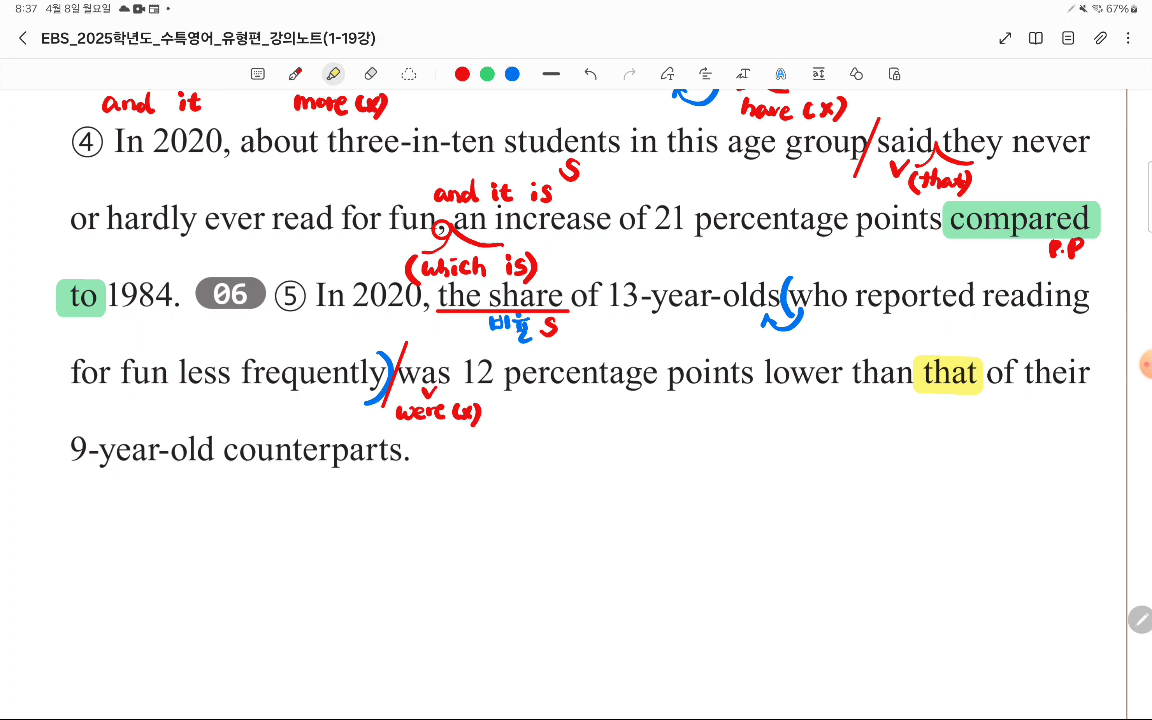 8:37 4월 8일 월요일
67%
EBS_2025학년도_수특영어_유형편_강의노트(1-19강)
and it more (x) have (x)
④ In 2020, about three-in-ten students in this age group / said they never
S V (that)
and it is
or hardly ever read for fun, an increase of 21 percentage points compared
(which is) P.P
to 1984. 06 ⑤ In 2020, the share of 13-year-olds (who reported reading
비율 S
for fun less frequently) / was 12 percentage points lower than that of their
V
were (x)
9-year-old counterparts.